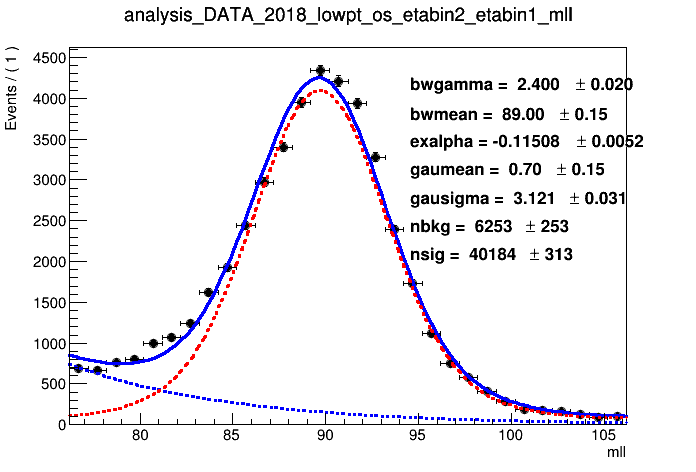 analysis_DATA_2018_lowpt_os_etabin2_etabin1_mll
Events / ( 1 )
4500
4000
3500
3000
2500
2000
1500
1000
500
0
bwgamma = 2.400 ± 0.020
bwmean = 89.00 ± 0.15
exalpha = -0.11508 ± 0.0052
gaumean = 0.70 ± 0.15
gausigma = 3.121 ± 0.031
nbkg = 6253 ± 253
nsig = 40184 ± 313
80 85 90 95 100 105
mll